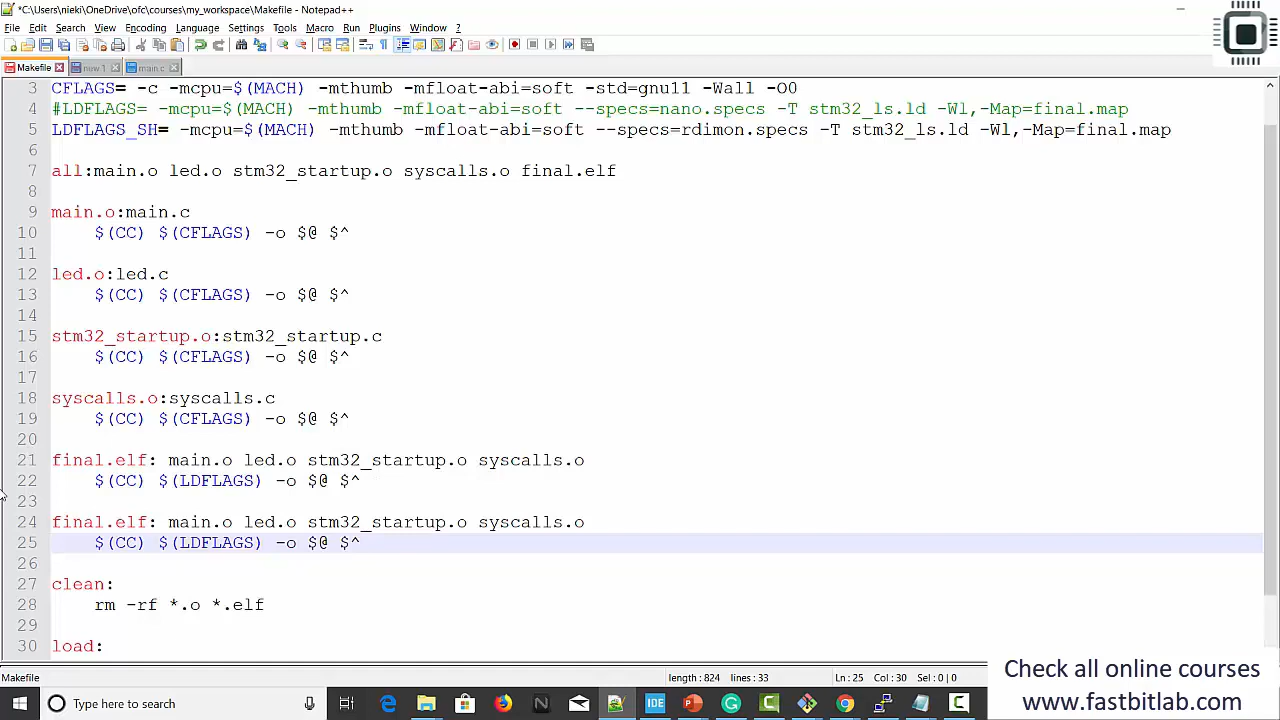 *C:\Users\nieki\OneDrive\ofc\courses\my_workspace\Makefile - Notepad++
File Edit Search View Encoding Language Settings Tools Macro Run Plugins Window ?
Makefile now 1 main.c
3 CFLAGS= -c -mcpu=$(MACH) -mthumb -mfloat-abi=soft -std=gnu11 -Wall -O0
4 #LDFLAGS= -mcpu=$(MACH) -mthumb -mfloat-abi=soft --specs=nano.specs -T stm32_ls.ld -Wl,-Map=final.map
5 LDFLAGS_SH= -mcpu=$(MACH) -mthumb -mfloat-abi=soft --specs=rdimon.specs -T stm32_ls.ld -Wl,-Map=final.map
6
7 all:main.o led.o stm32_startup.o syscalls.o final.elf
8
9 main.o:main.c
10 $(CC) $(CFLAGS) -o $@ $^
11
12 led.o:led.c
13 $(CC) $(CFLAGS) -o $@ $^
14
15 stm32_startup.o:stm32_startup.c
16 $(CC) $(CFLAGS) -o $@ $^
17
18 syscalls.o:syscalls.c
19 $(CC) $(CFLAGS) -o $@ $^
20
21 final.elf: main.o led.o stm32_startup.o syscalls.o
22 $(CC) $(LDFLAGS) -o $@ $^
23
24 final.elf: main.o led.o stm32_startup.o syscalls.o
25 $(CC) $(LDFLAGS) -o $@ $^
26
27 clean:
28 rm -rf *.o *.elf
29
30 load:
Makefile length : 824 lines : 33 Ln : 25 Col : 30 Sel : 0 | 0
Check all online courses
www.fastbitlab.com
Type here to search